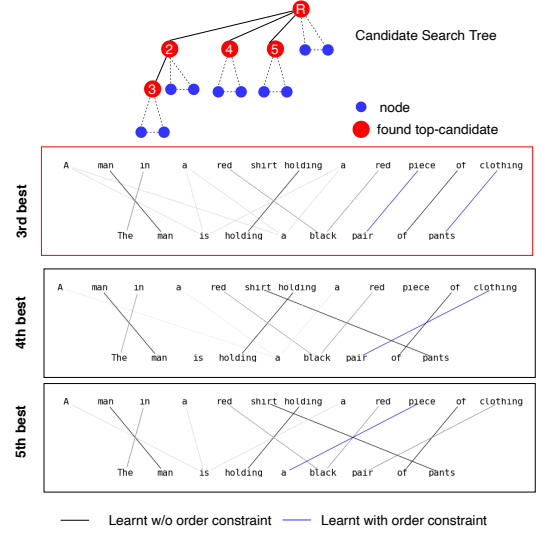 R
Candidate Search Tree
2 4 5
3
node
found top-candidate
3rd best
A man in a red shirt holding a red piece of clothing
The man is holding a black pair of pants
4th best
A man in a red shirt holding a red piece of clothing
The man is holding a black pair of pants
5th best
A man in a red shirt holding a red piece of clothing
The man is holding a black pair of pants
Learnt w/o order constraint Learnt with order constraint